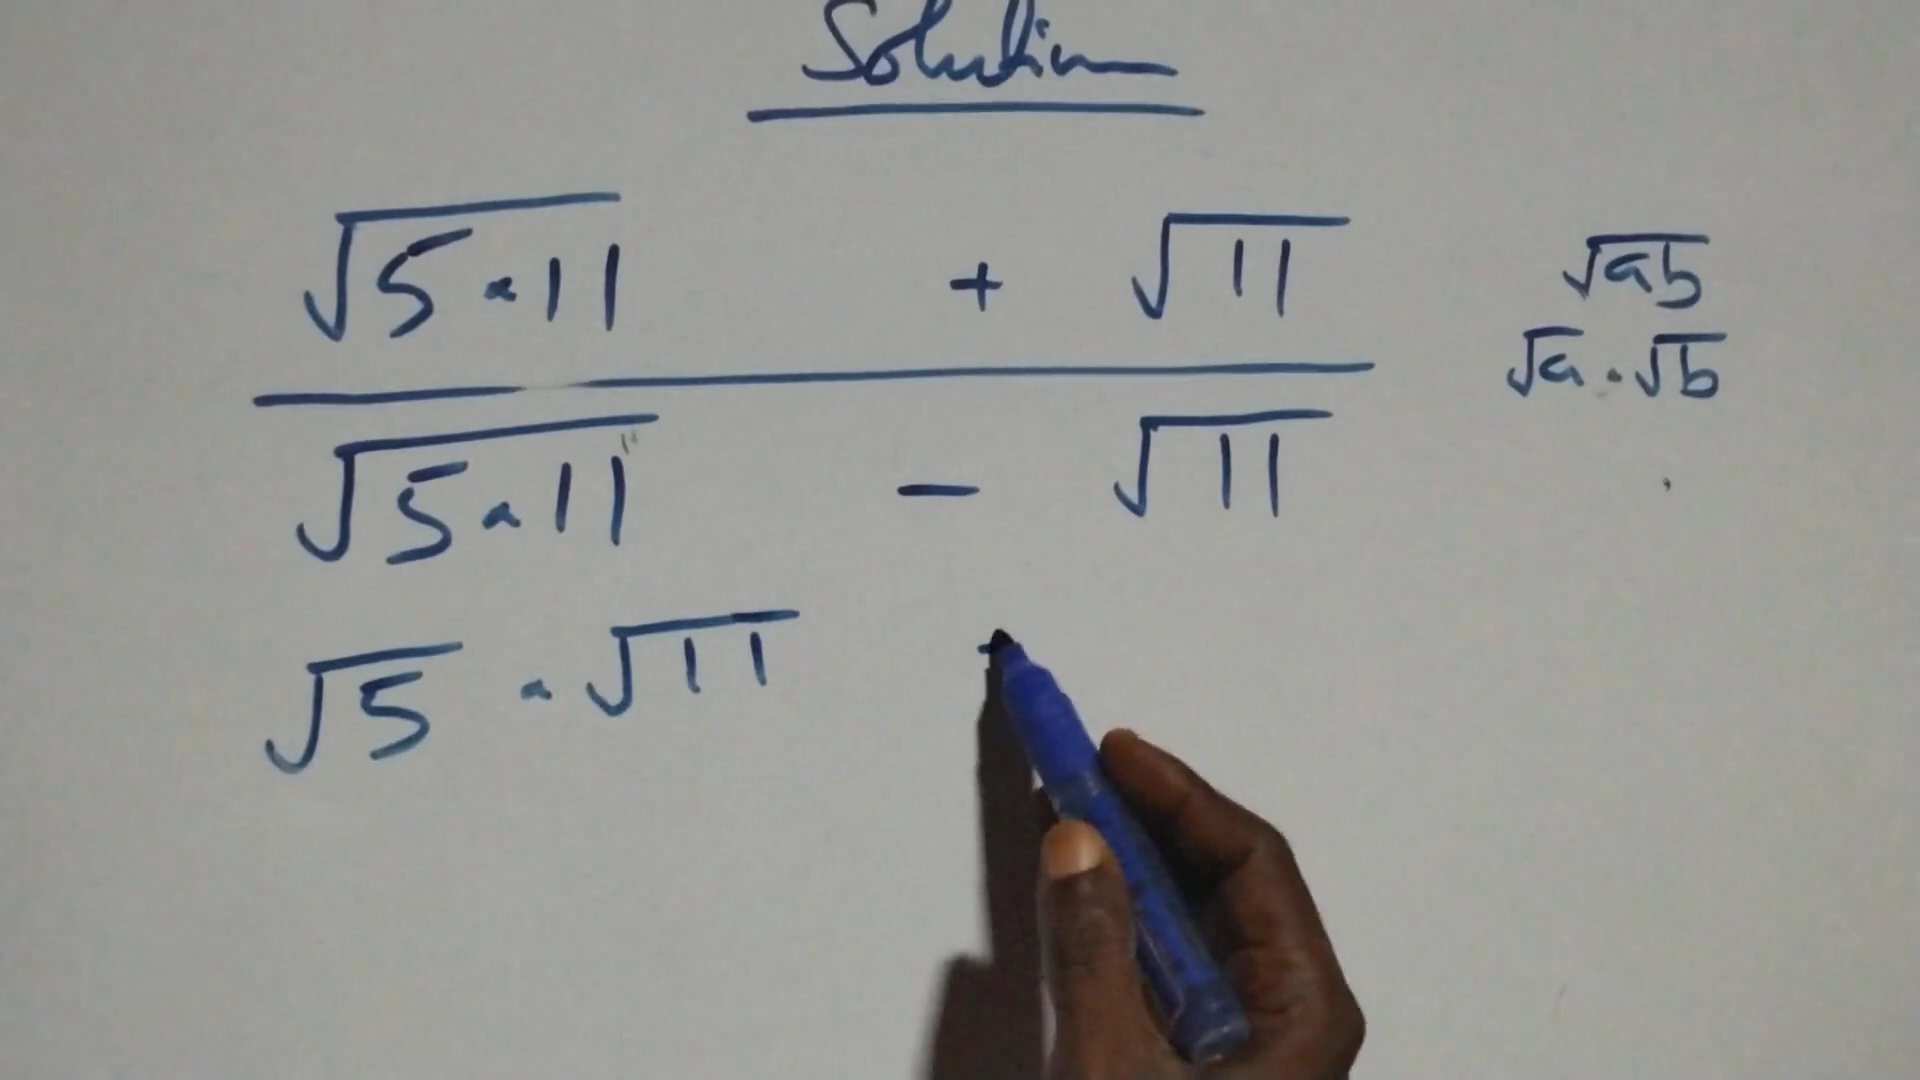 Solution
√5·11 + √11
√5·11 - √11
√ab
√a·√b
√5·√11